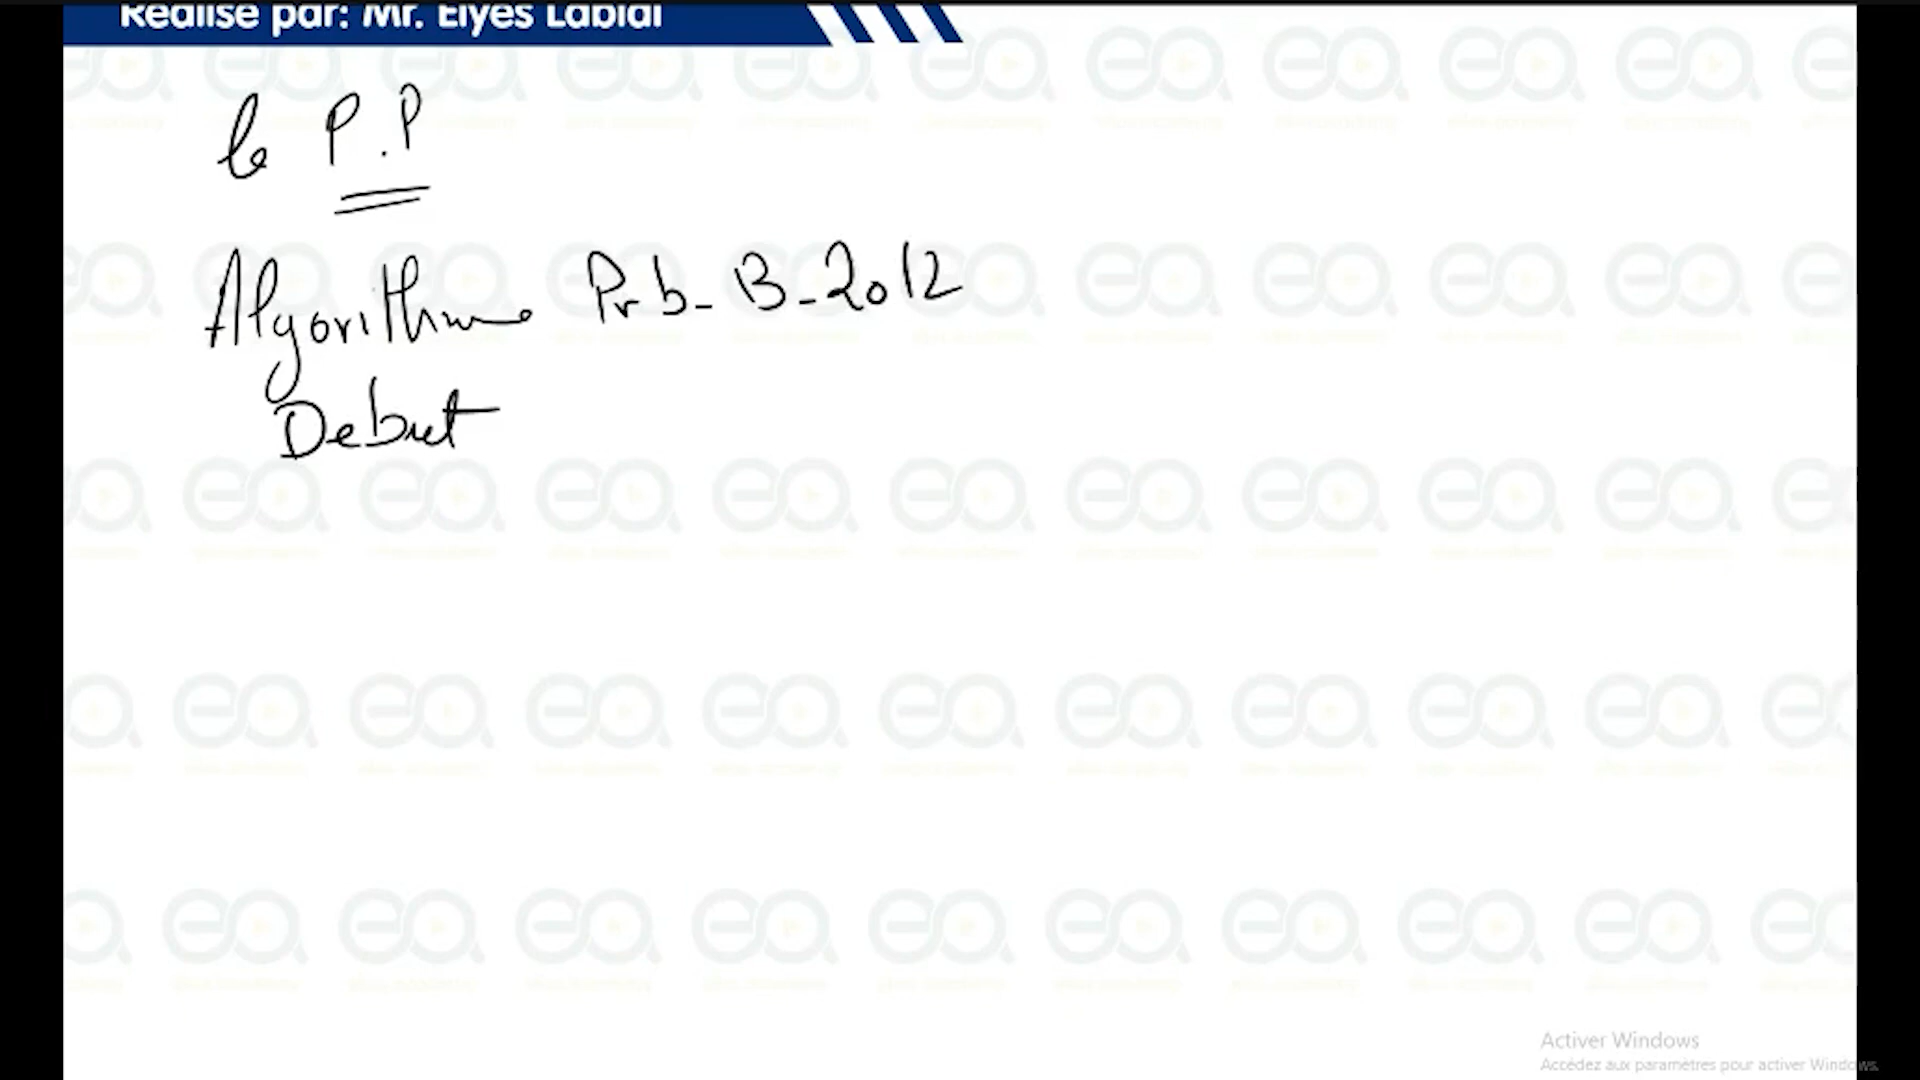 Réalisé par: Mr. Elyes Labidi
le P.P
Algorithme Prb_B_2012
Debut
Activer Windows
Accédez aux paramètres pour activer Windows.